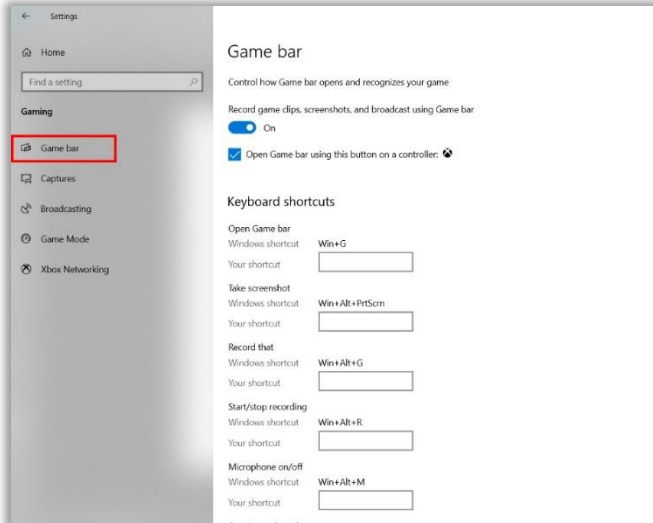 Settings
Home
Find a setting
Gaming
Game bar
Captures
Broadcasting
Game Mode
Xbox Networking
Game bar
Control how Game bar opens and recognizes your game
Record game clips, screenshots, and broadcast using Game bar
On
Open Game bar using this button on a controller:
Keyboard shortcuts
Open Game bar
Windows shortcut Win+G
Your shortcut
Take screenshot
Windows shortcut Win+Alt+PrtScrn
Your shortcut
Record that
Windows shortcut Win+Alt+G
Your shortcut
Start/stop recording
Windows shortcut Win+Alt+R
Your shortcut
Microphone on/off
Windows shortcut Win+Alt+M
Your shortcut